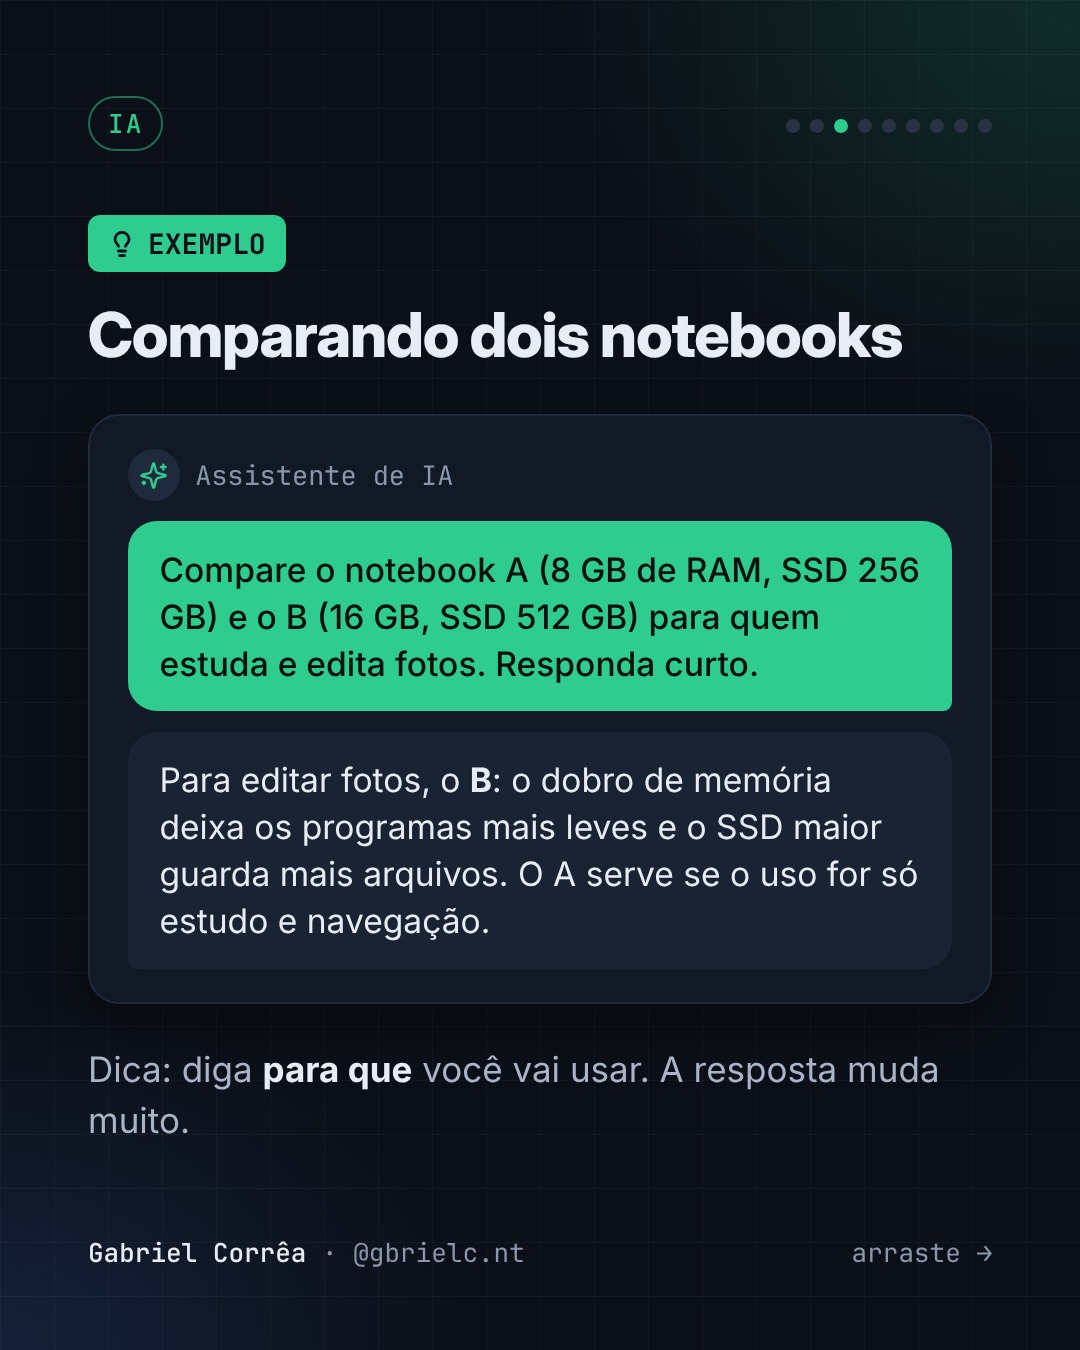 IA
EXEMPLO
Comparando dois notebooks
Assistente de IA
Compare o notebook A (8 GB de RAM, SSD 256
GB) e o B (16 GB, SSD 512 GB) para quem
estuda e edita fotos. Responda curto.
Para editar fotos, o B: o dobro de memória
deixa os programas mais leves e o SSD maior
guarda mais arquivos. O A serve se o uso for só
estudo e navegação.
Dica: diga para que você vai usar. A resposta muda
muito.
Gabriel Corrêa · @gbrielc.nt
arraste →